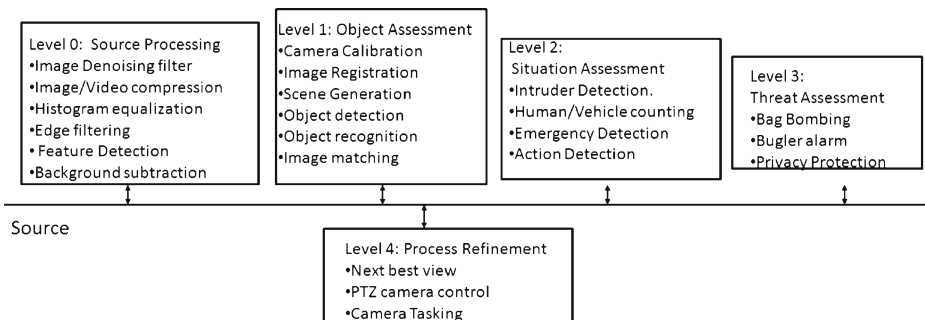 Level 0:  Source Processing
•Image Denoising filter
•Image/Video compression
•Histogram equalization
•Edge filtering
• Feature Detection
•Background subtraction
Level 1: Object Assessment
•Camera Calibration
•Image Registration
•Scene Generation
•Object detection
•Object recognition
•Image matching
Level 2:
Situation Assessment
•Intruder Detection.
•Human/Vehicle counting
•Emergency Detection
•Action Detection
Level 3:
Threat Assessment
•Bag Bombing
•Bugler alarm
•Privacy Protection
Source
Level 4: Process Refinement
•Next best view
•PTZ camera control
•Camera Tasking